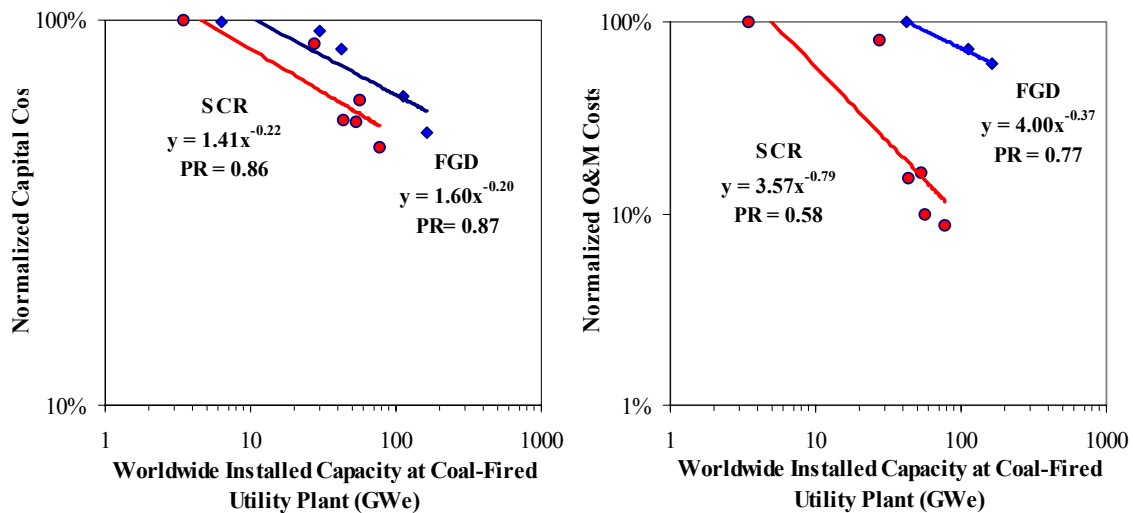 Normalized Capital Cos
100%
10%
SCR
y = 1.41x^-0.22
PR = 0.86
FGD
y = 1.60x^-0.20
PR= 0.87
1 10 100 1000
Worldwide Installed Capacity at Coal-Fired
Utility Plant (GWe)
Normalized O&M Costs
100%
10%
1%
FGD
y = 4.00x^-0.37
PR = 0.77
SCR
y = 3.57x^-0.79
PR = 0.58
1 10 100 1000
Worldwide Installed Capacity at Coal-Fired
Utility Plant (GWe)